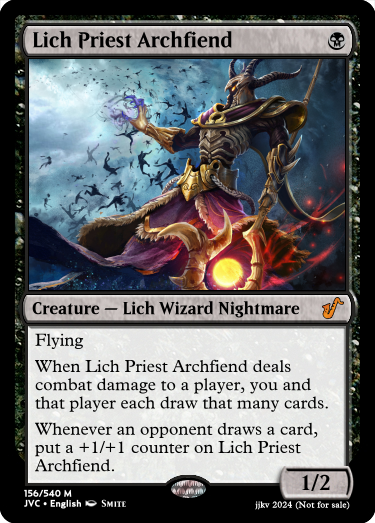 Lich Priest Archfiend
Creature — Lich Wizard Nightmare
Flying
When Lich Priest Archfiend deals
combat damage to a player, you and
that player each draw that many cards.
Whenever an opponent draws a card,
put a +1/+1 counter on Lich Priest
Archfiend.
1/2
156/540 M
JVC • English SMITE
jjkv 2024 (Not for sale)